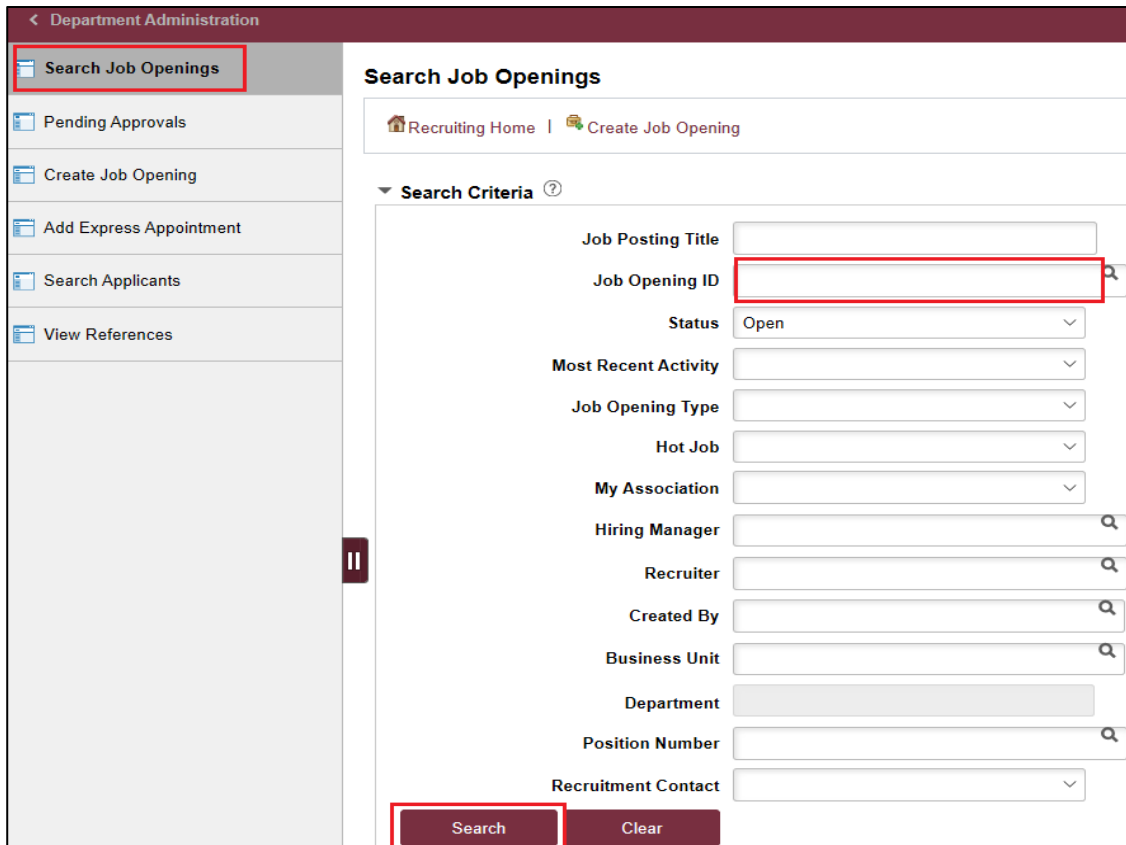 Department Administration
Search Job Openings
Pending Approvals
Create Job Opening
Add Express Appointment
Search Applicants
View References
Search Job Openings
Recruiting Home | Create Job Opening
Search Criteria ?
Job Posting Title
Job Opening ID
Status Open
Most Recent Activity
Job Opening Type
Hot Job
My Association
Hiring Manager
Recruiter
Created By
Business Unit
Department
Position Number
Recruitment Contact
Search Clear